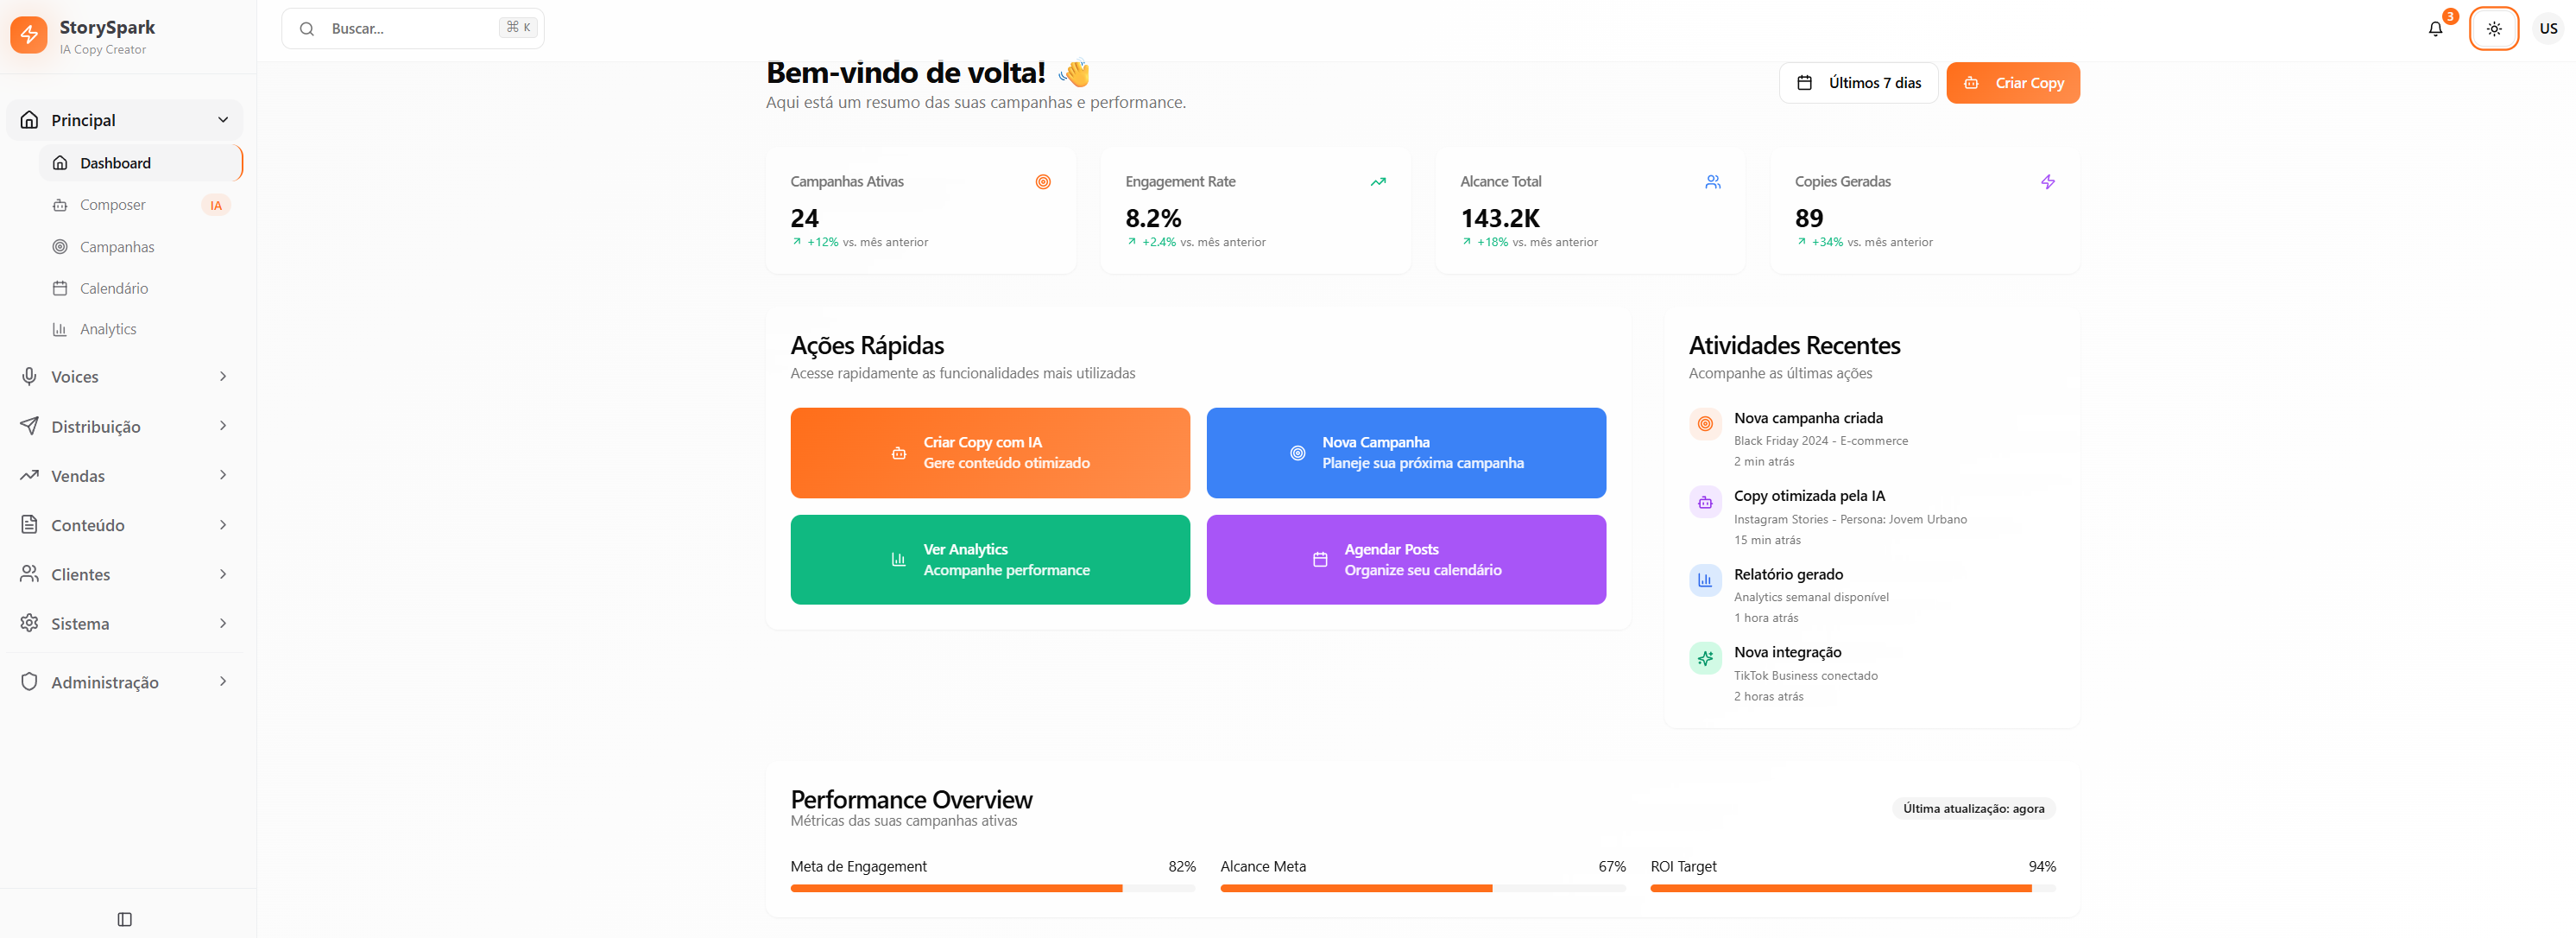 StorySpark
IA Copy Creator
Buscar...
⌘ K
3
US
Principal
Dashboard
Composer
IA
Campanhas
Calendário
Analytics
Voices
Distribuição
Vendas
Conteúdo
Clientes
Sistema
Administração
Bem-vindo de volta! 👋
Aqui está um resumo das suas campanhas e performance.
Últimos 7 dias
Criar Copy
Campanhas Ativas
24
+12% vs. mês anterior
Engagement Rate
8.2%
+2.4% vs. mês anterior
Alcance Total
143.2K
+18% vs. mês anterior
Copies Geradas
89
+34% vs. mês anterior
Ações Rápidas
Acesse rapidamente as funcionalidades mais utilizadas
Criar Copy com IA
Gere conteúdo otimizado
Nova Campanha
Planeje sua próxima campanha
Ver Analytics
Acompanhe performance
Agendar Posts
Organize seu calendário
Atividades Recentes
Acompanhe as últimas ações
Nova campanha criada
Black Friday 2024 - E-commerce
2 min atrás
Copy otimizada pela IA
Instagram Stories - Persona: Jovem Urbano
15 min atrás
Relatório gerado
Analytics semanal disponível
1 hora atrás
Nova integração
TikTok Business conectado
2 horas atrás
Performance Overview
Métricas das suas campanhas ativas
Última atualização: agora
Meta de Engagement
82%
Alcance Meta
67%
ROI Target
94%